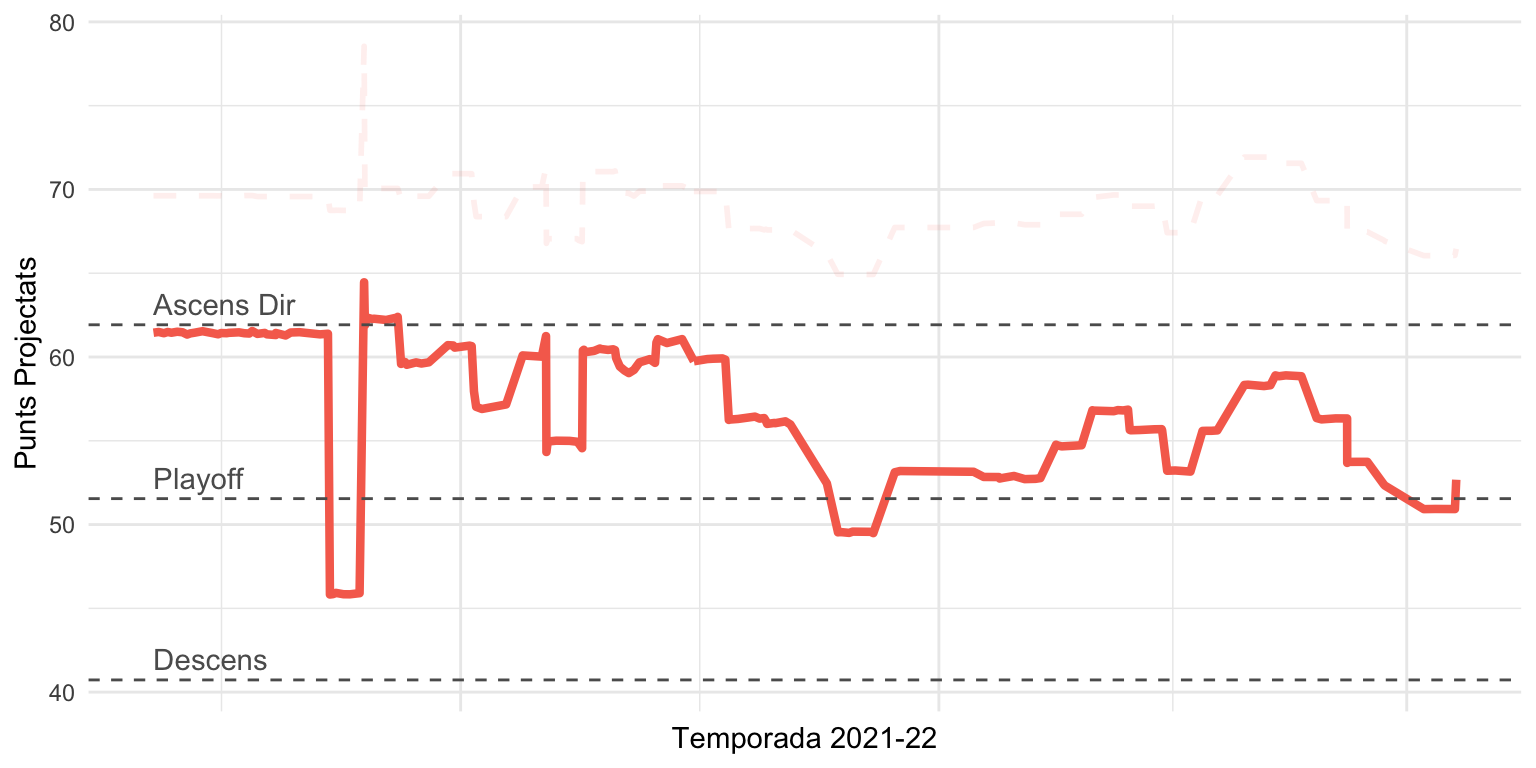 80
70
60
50
40
Punts Projectats
Ascens Dir
Playoff
Descens
Temporada 2021-22